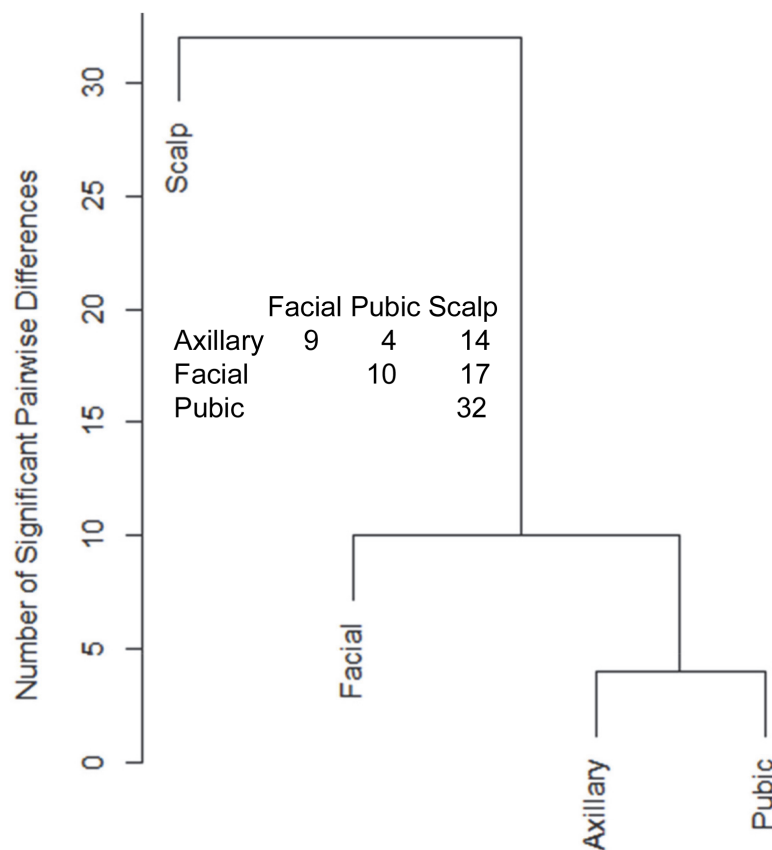 Number of Significant Pairwise Differences
30
25
20
15
10
5
0
Scalp
Facial Pubic Scalp
Axillary 9 4 14
Facial 10 17
Pubic 32
Facial
Axillary
Pubic